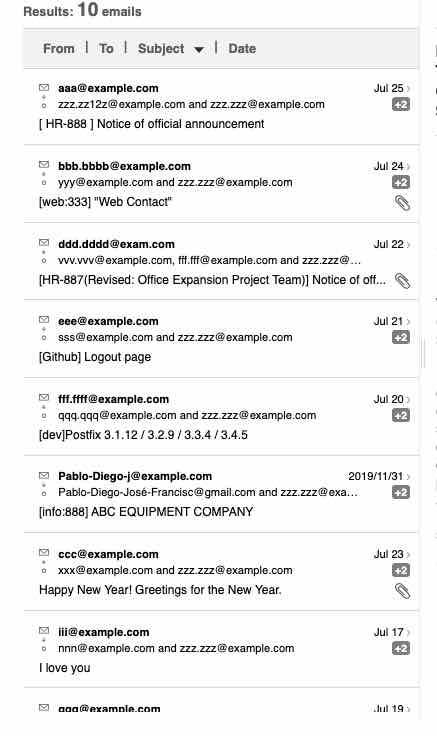 Results: 10 emails
From | To | Subject ▼ | Date
aaa@example.com Jul 25 >
zzz.zz12z@example.com and zzz.zzz@example.com +2
[ HR-888 ] Notice of official announcement
bbb.bbbb@example.com Jul 24 >
yyy@example.com and zzz.zzz@example.com +2
[web:333] "Web Contact"
ddd.dddd@exam.com Jul 22 >
vvv.vvv@example.com, fff.fff@example.com and zzz.zzz@...
[HR-887(Revised: Office Expansion Project Team)] Notice of off...
eee@example.com Jul 21 >
sss@example.com and zzz.zzz@example.com +2
[Github] Logout page
fff.ffff@example.com Jul 20 >
qqq.qqq@example.com and zzz.zzz@example.com +2
[dev]Postfix 3.1.12 / 3.2.9 / 3.3.4 / 3.4.5
Pablo-Diego-j@example.com 2019/11/31 >
Pablo-Diego-José-Francisc@gmail.com and zzz.zzz@exa... +2
[info:888] ABC EQUIPMENT COMPANY
ccc@example.com Jul 23 >
xxx@example.com and zzz.zzz@example.com +2
Happy New Year! Greetings for the New Year.
iii@example.com Jul 17 >
nnn@example.com and zzz.zzz@example.com +2
I love you
ggg@example.com Jul 19 >